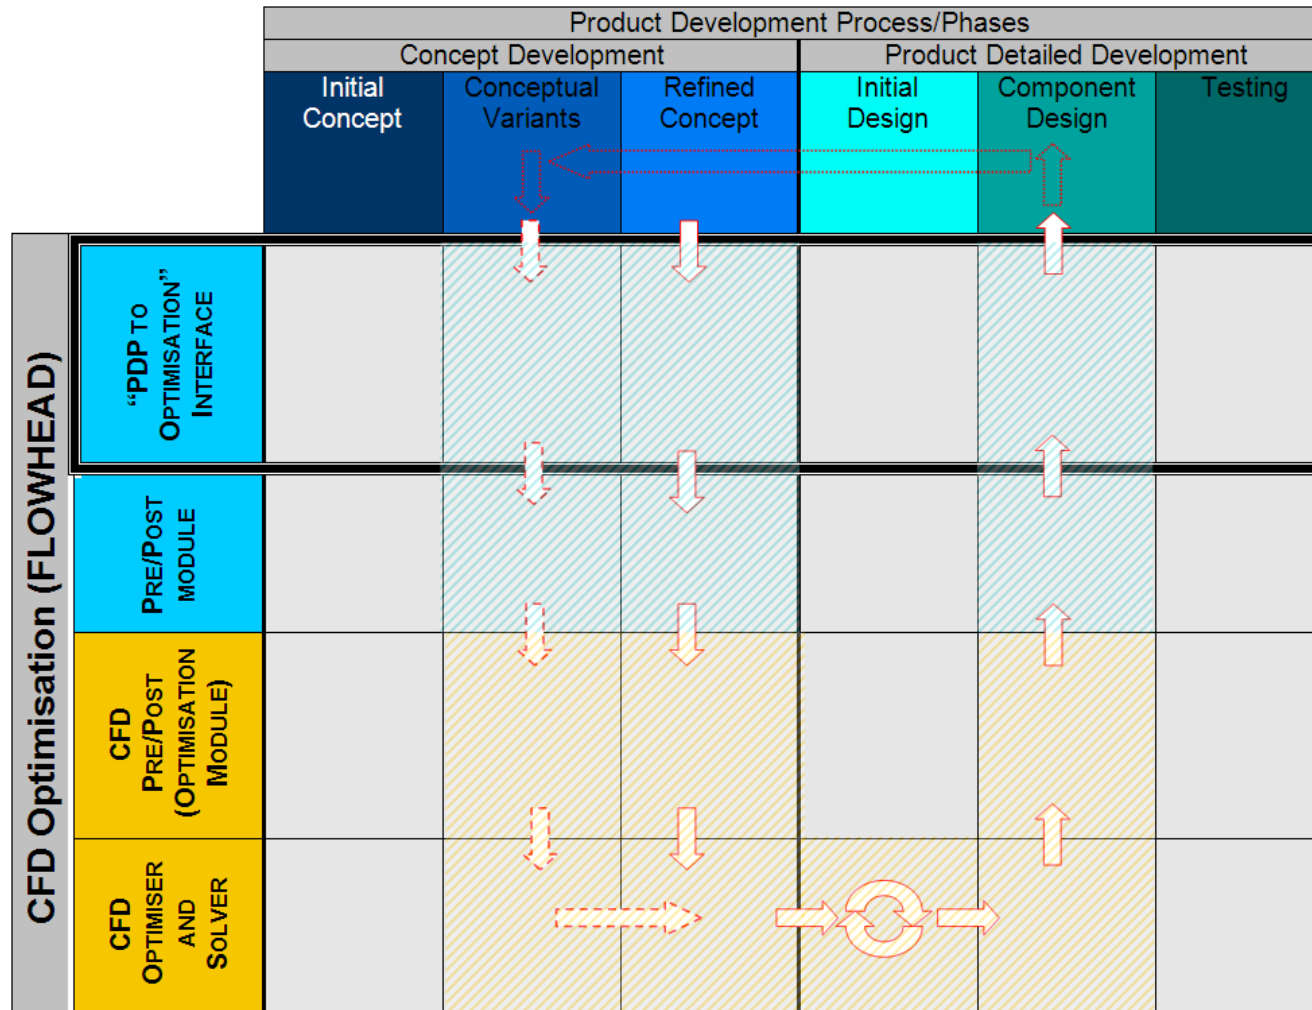 Product Development Process/Phases
Concept Development
Product Detailed Development
Initial
Concept
Conceptual
Variants
Refined
Concept
Initial
Design
Component
Design
Testing
CFD Optimisation (FLOWHEAD)
“PDP TO
OPTIMISATION”
INTERFACE
PRE/POST
MODULE
CFD
PRE/POST
(OPTIMISATION
MODULE)
CFD
OPTIMISER
AND
SOLVER